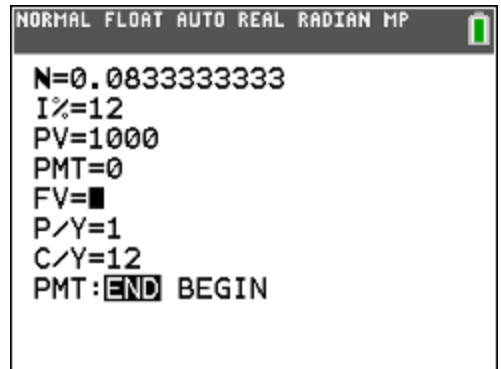 NORMAL FLOAT AUTO REAL RADIAN MP
N=0.0833333333
I%=12
PV=1000
PMT=0
FV=
P/Y=1
C/Y=12
PMT:END BEGIN